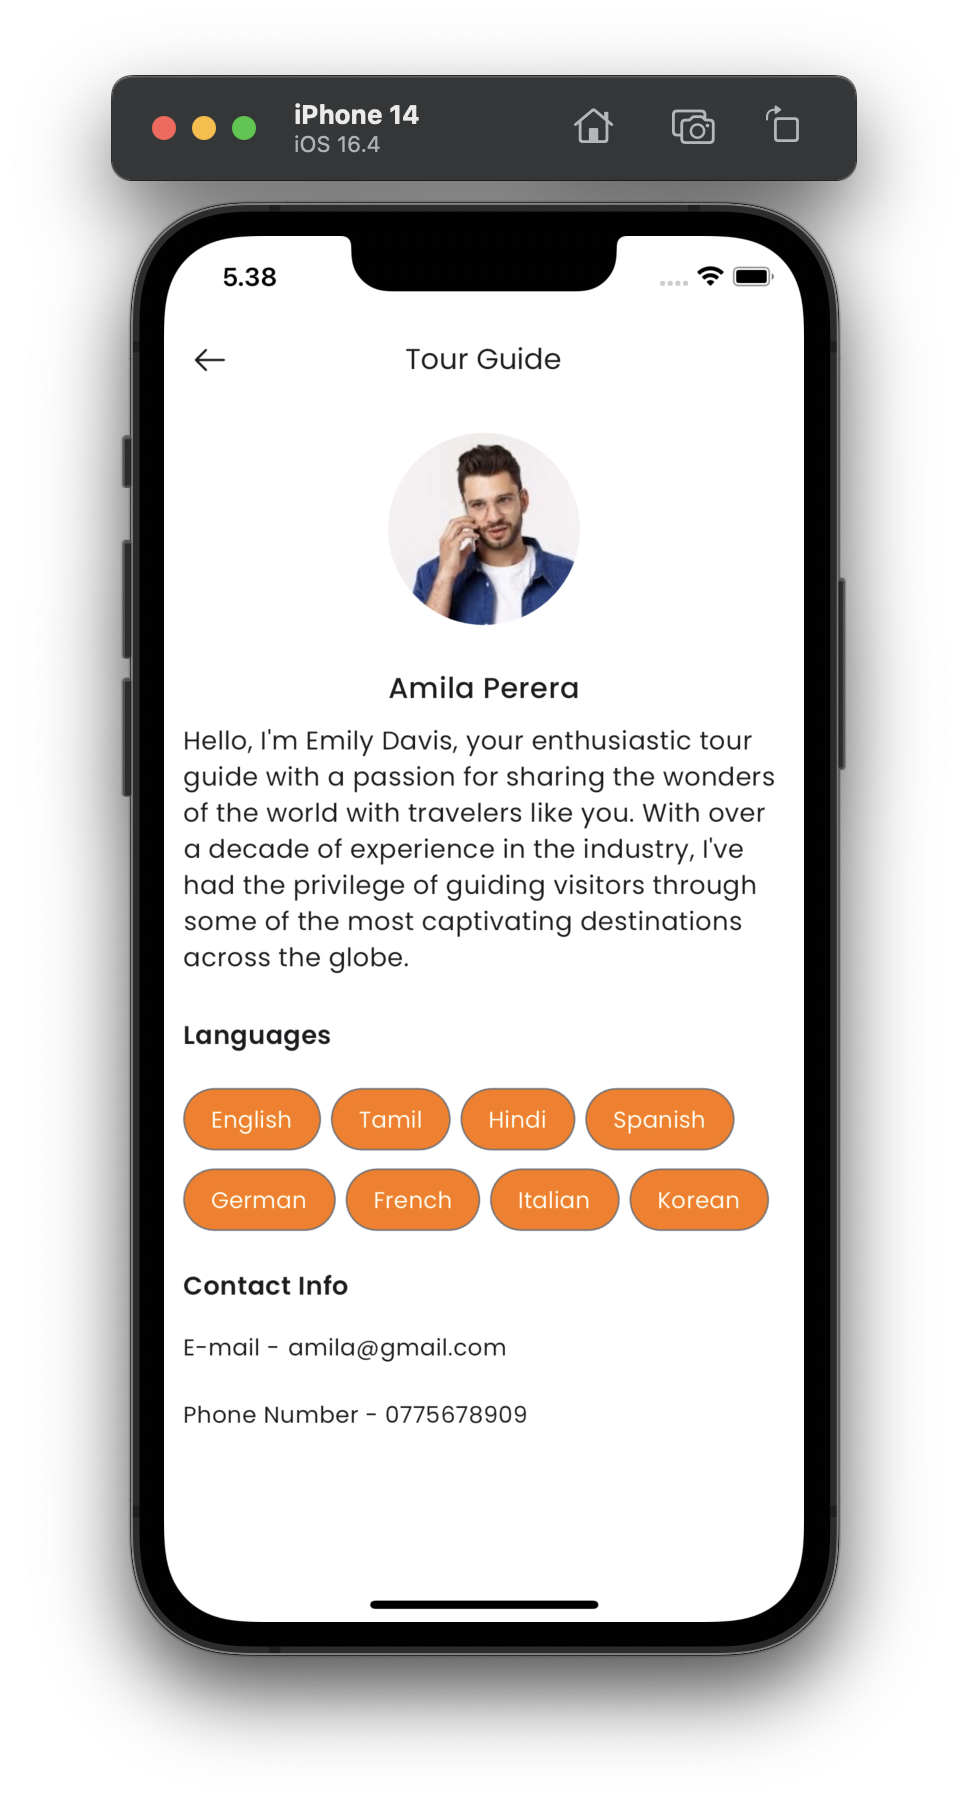 iPhone 14
iOS 16.4
5.38
Tour Guide
Amila Perera
Hello, I'm Emily Davis, your enthusiastic tour
guide with a passion for sharing the wonders
of the world with travelers like you. With over
a decade of experience in the industry, I've
had the privilege of guiding visitors through
some of the most captivating destinations
across the globe.
Languages
English Tamil Hindi Spanish
German French Italian Korean
Contact Info
E-mail - amila@gmail.com
Phone Number - 0775678909